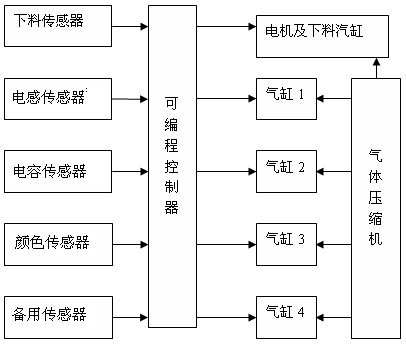 下料传感器
电机及下料汽缸
电感传感器
气缸 1
可编程控制器
电容传感器
气缸 2
气体压缩机
颜色传感器
气缸 3
备用传感器
气缸 4